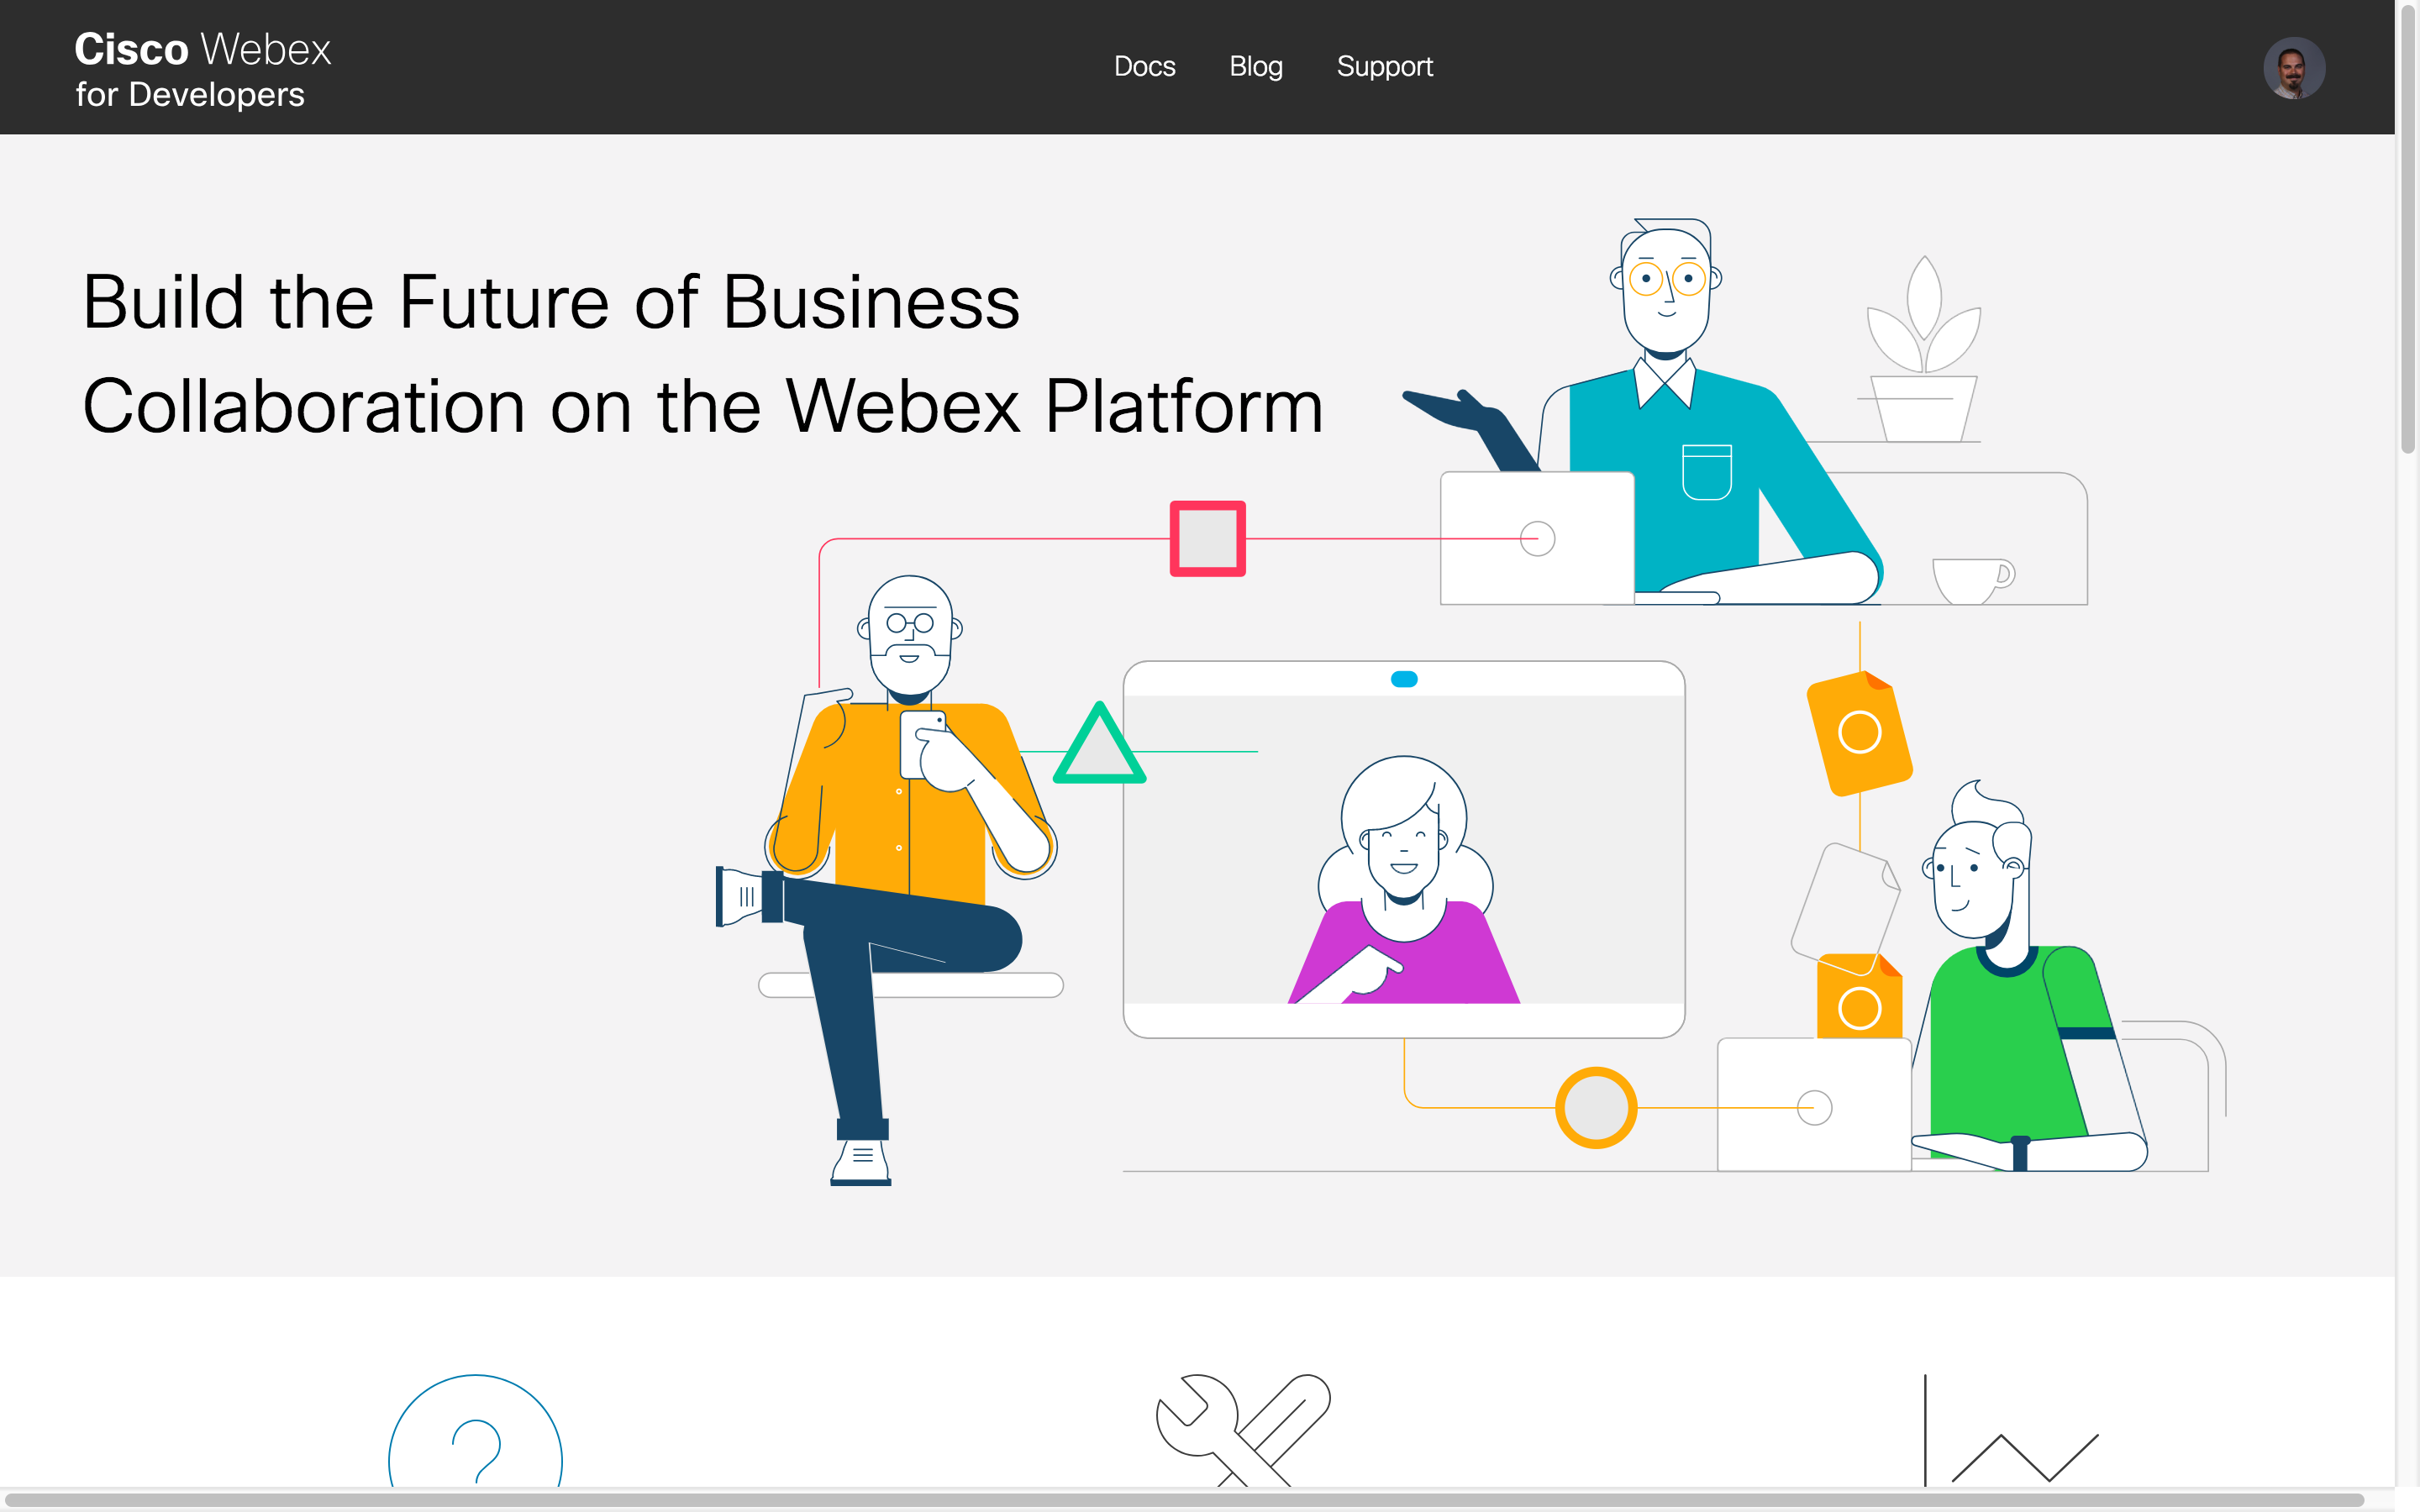 Cisco Webex
for Developers
Docs Blog Support
Build the Future of Business
Collaboration on the Webex Platform
?